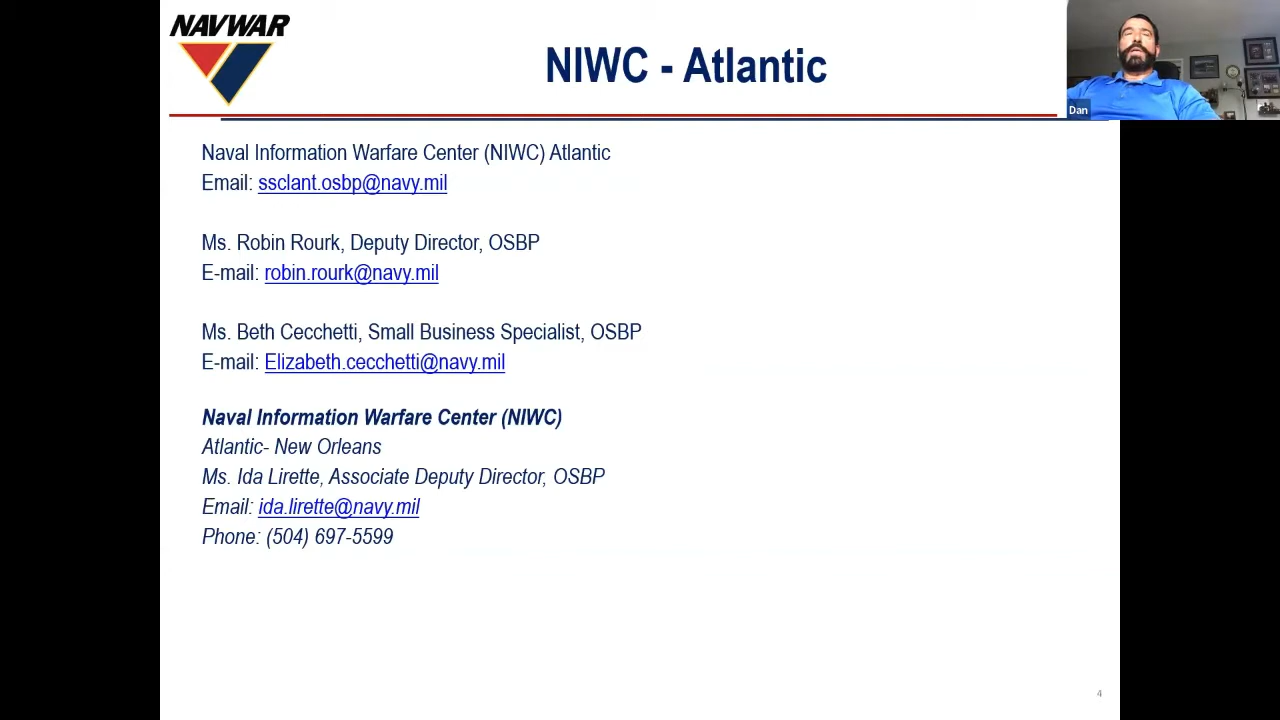 NAVWAR
NIWC - Atlantic
Dan
Naval Information Warfare Center (NIWC) Atlantic
Email: ssclant.osbp@navy.mil
Ms. Robin Rourk, Deputy Director, OSBP
E-mail: robin.rourk@navy.mil
Ms. Beth Cecchetti, Small Business Specialist, OSBP
E-mail: Elizabeth.cecchetti@navy.mil
Naval Information Warfare Center (NIWC)
Atlantic- New Orleans
Ms. Ida Lirette, Associate Deputy Director, OSBP
Email: ida.lirette@navy.mil
Phone: (504) 697-5599
4